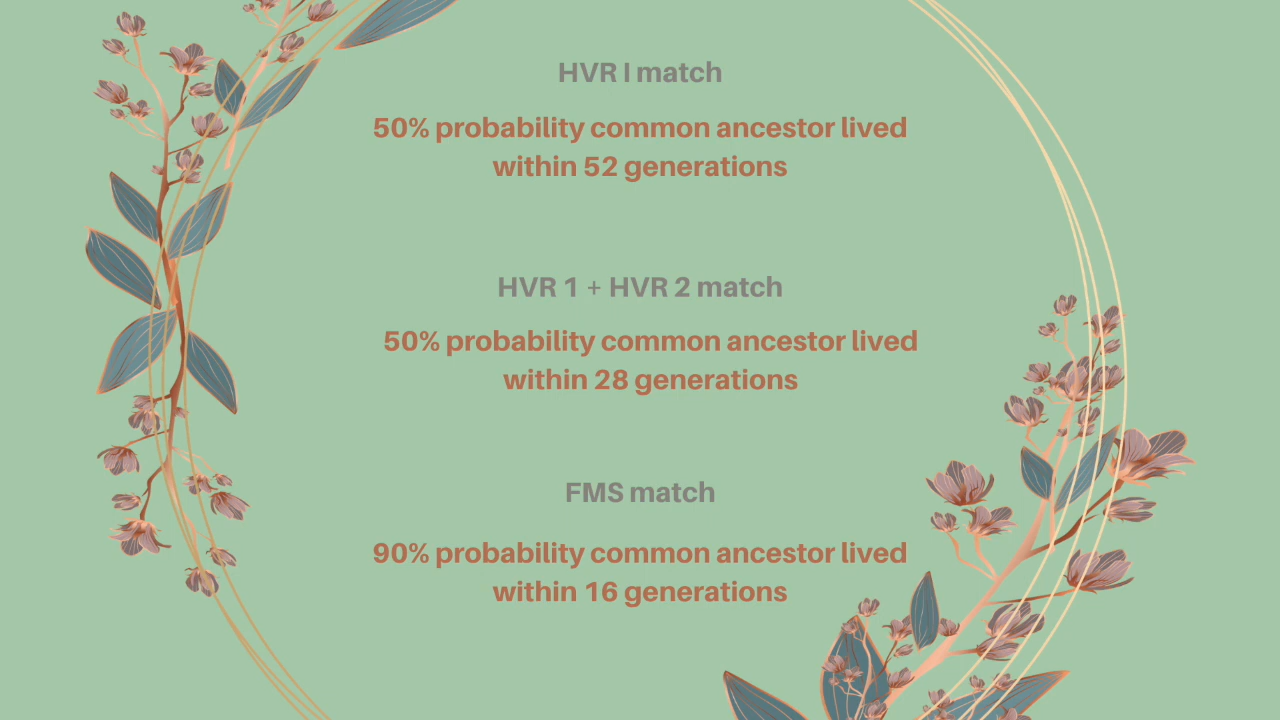 HVR I match
50% probability common ancestor lived
within 52 generations
HVR 1 + HVR 2 match
50% probability common ancestor lived
within 28 generations
FMS match
90% probability common ancestor lived
within 16 generations